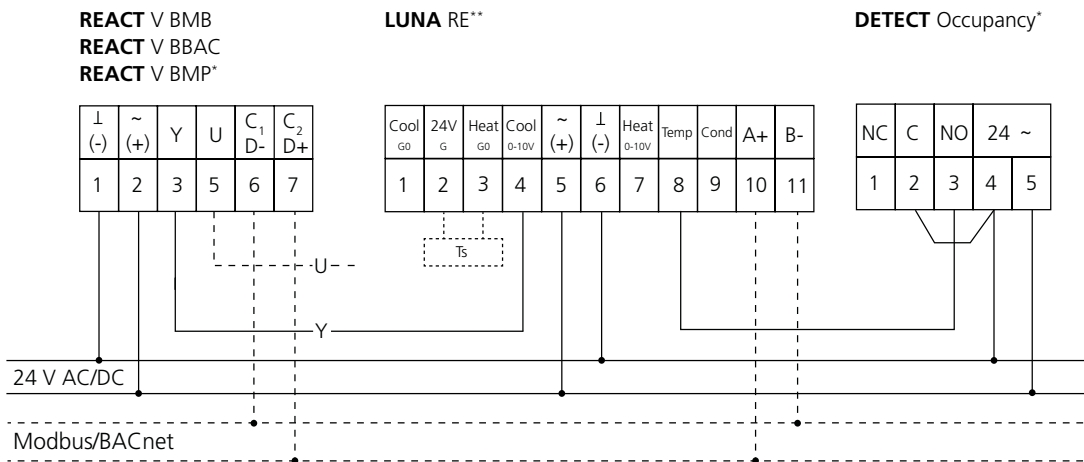 REACT V BMB
REACT V BBAC
REACT V BMP*
LUNA RE**
DETECT Occupancy*
⊥ (-) ~ (+) Y U C₁ D- C₂ D+
1 2 3 5 6 7
Cool G0 24V G Heat G0 Cool 0-10V ~ (+) ⊥ (-) Heat 0-10V Temp Cond A+ B-
1 2 3 4 5 6 7 8 9 10 11
NC C NO 24 ~
1 2 3 4 5
Ts
U
Y
24 V AC/DC
Modbus/BACnet